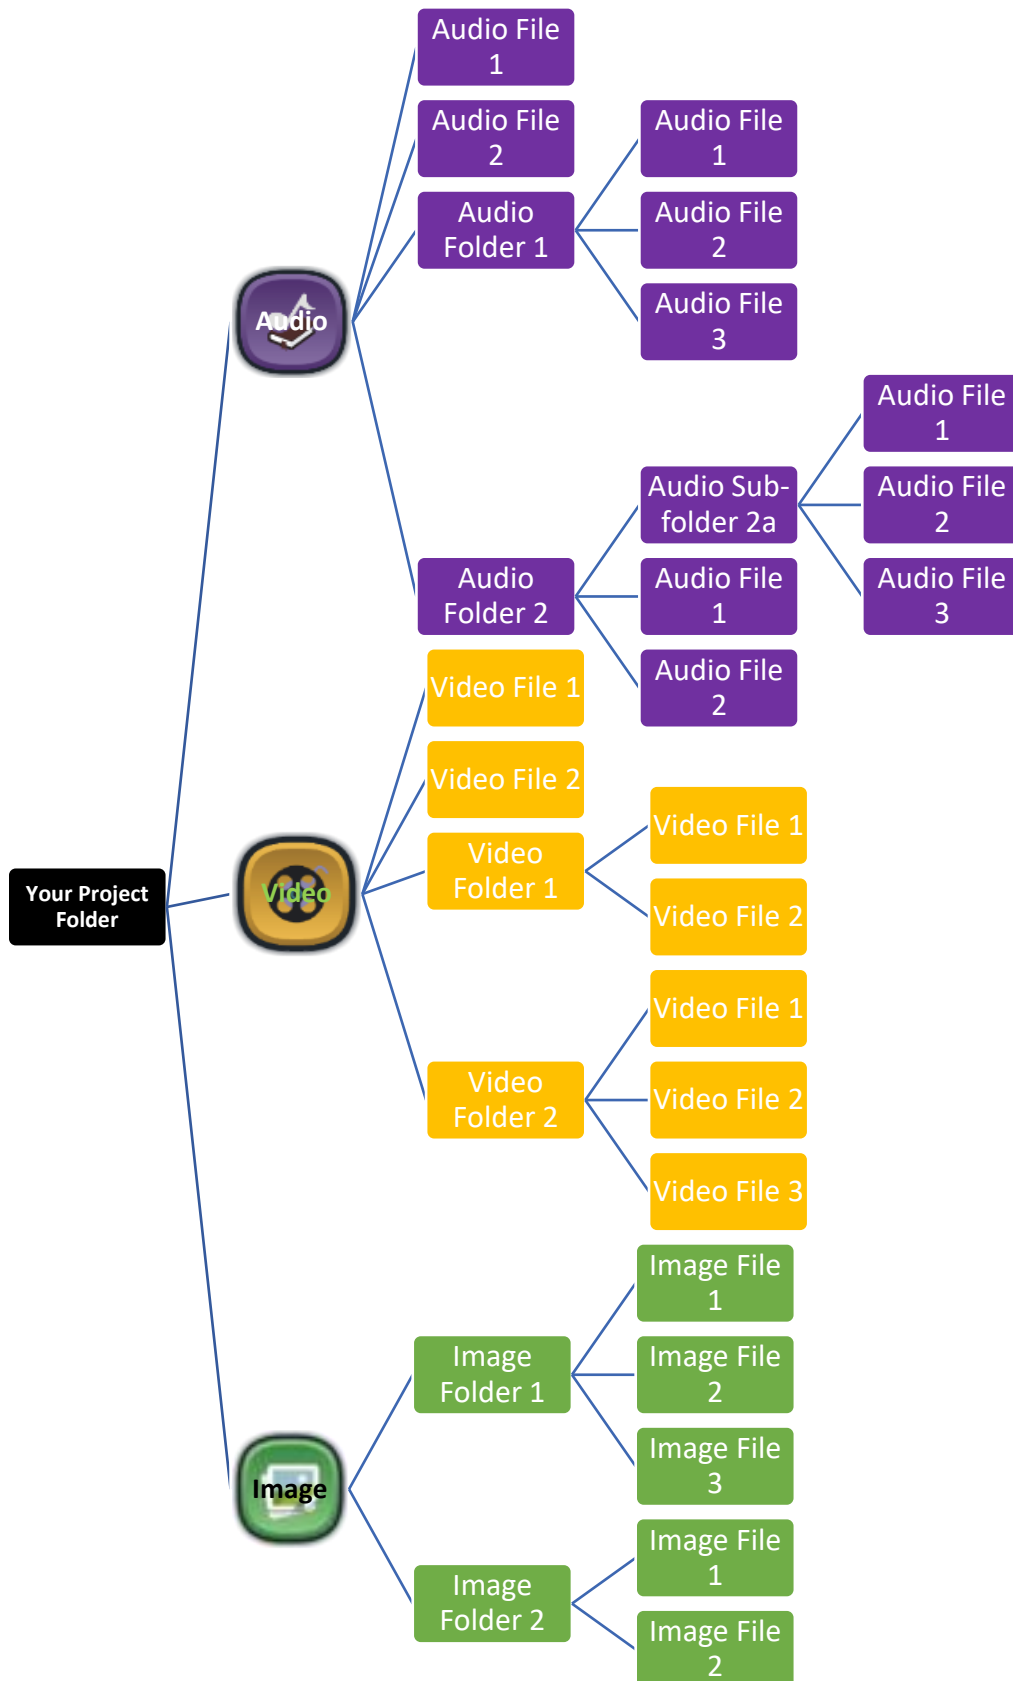 Your Project
Folder
Audio
Audio File
1
Audio File
2
Audio
Folder 1
Audio File
1
Audio File
2
Audio File
3
Audio
Folder 2
Audio Sub-
folder 2a
Audio File
1
Audio File
2
Audio File
3
Audio File
1
Audio File
2
Video
Video File 1
Video File 2
Video
Folder 1
Video File 1
Video File 2
Video
Folder 2
Video File 1
Video File 2
Video File 3
Image
Image
Folder 1
Image File
1
Image File
2
Image File
3
Image
Folder 2
Image File
1
Image File
2